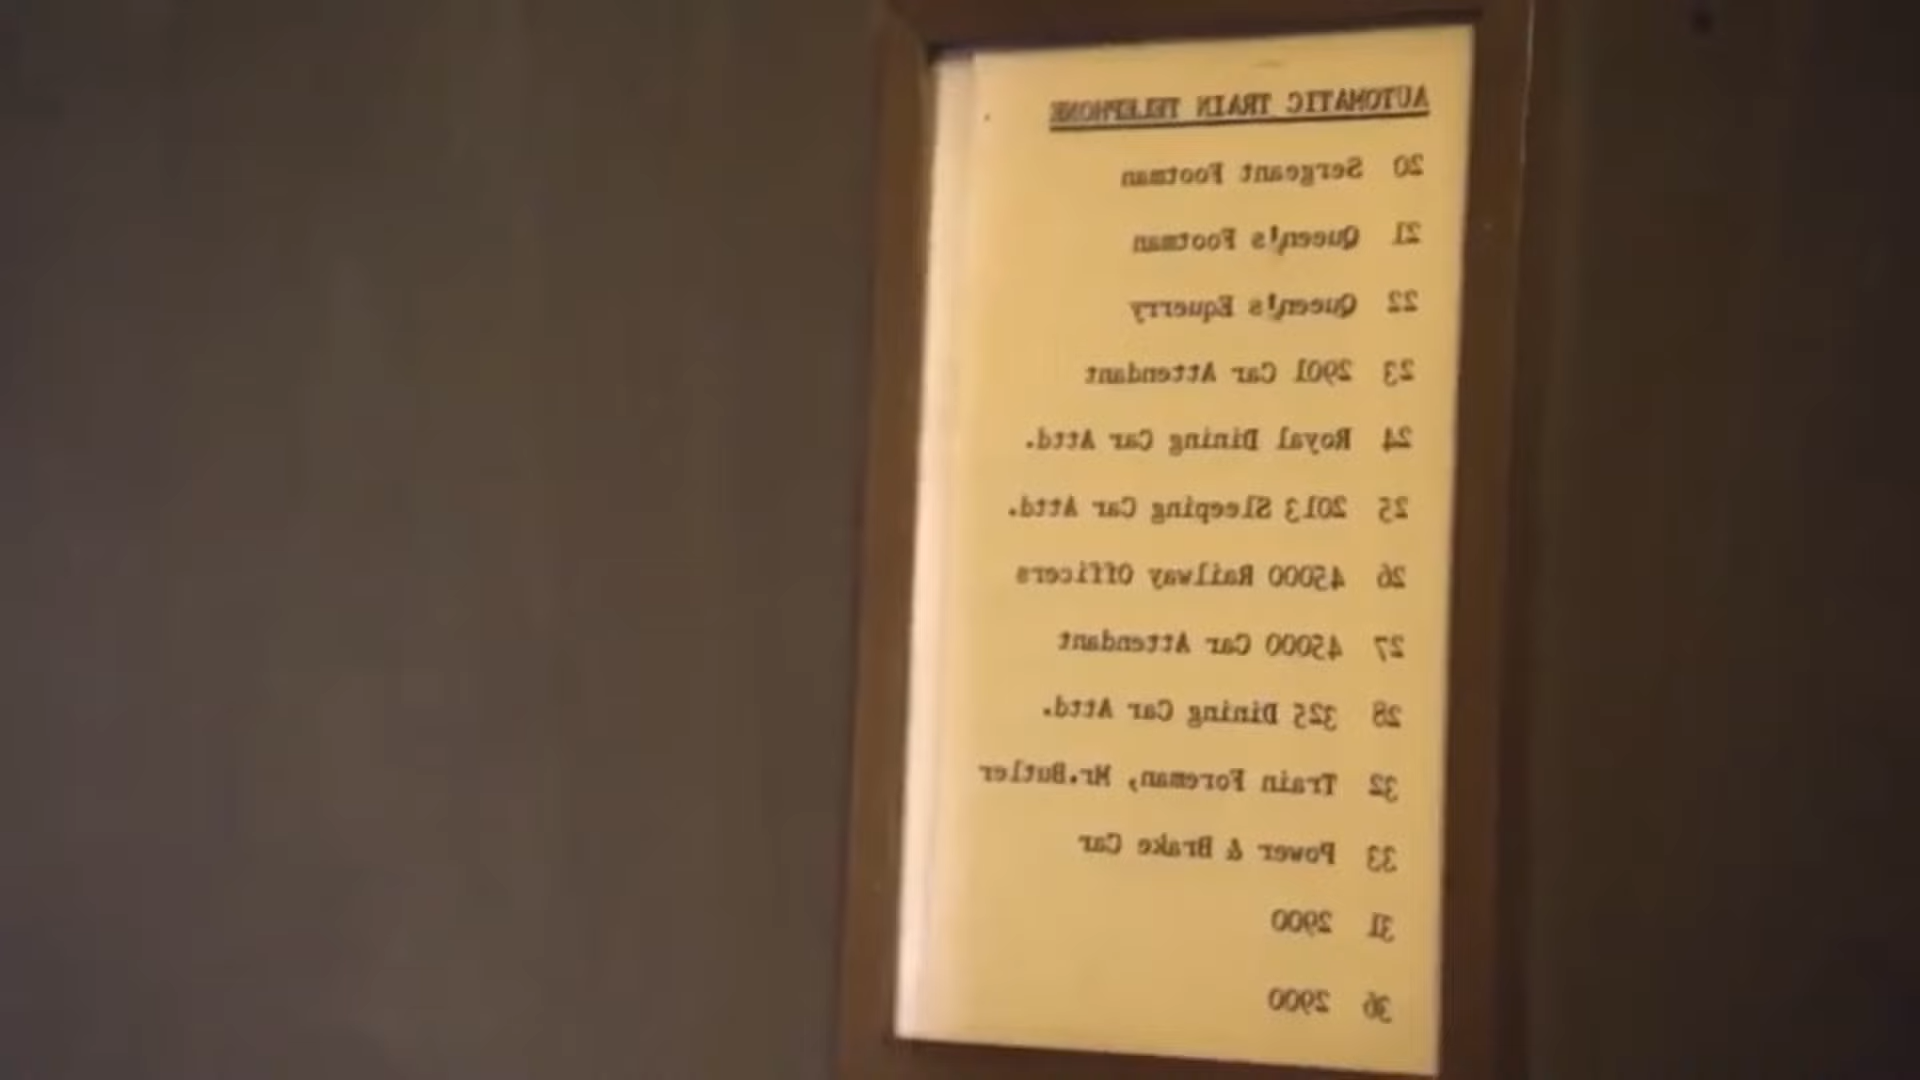 AUTOMATIC TRAIN TELEPHONE
20 Sergeant Footman
21 Queen's Footman
22 Queen's Equerry
23 2901 Car Attendant
24 Royal Dining Car Attd.
25 2013 Sleeping Car Attd.
26 45000 Railway Officers
27 45000 Car Attendant
28 325 Dining Car Attd.
32 Train Foreman, Mr.Butler
33 Power & Brake Car
31 2900
36 2900